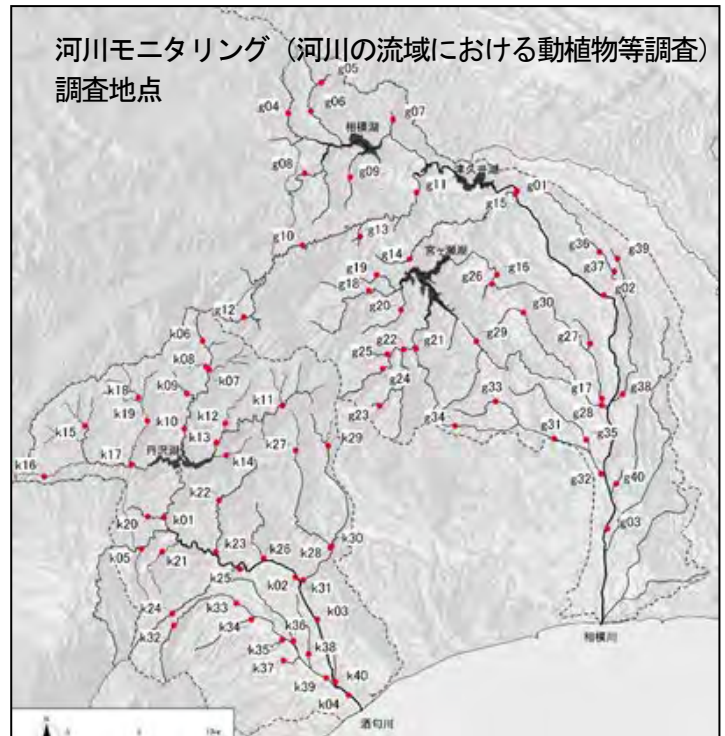 河川モニタリング（河川の流域における動植物等調査）
調査地点
g05
g04
g06
g07
相模湖
g08
g09
津久井湖
g11
g01
g15
g10
g13
g36
g39
g14
宮ヶ瀬湖
g37
g19
g16
g26
g18
g02
g12
g20
g30
k06
g22
g21
g29
g27
k08
g25
k07
g24
k18
k09
k11
g33
g17
g38
g23
g28
k19
k12
k15
k10
g34
k13
k27
k29
g31
g35
k17
丹沢湖
k14
k16
g32
g40
k22
k20
k01
g03
k23
k26
k28
k30
k05
k21
k25
k02
k31
k24
k33
k03
k32
k34
k36
相模川
k35
k38
k37
k39
k40
k04
酒匂川
N
0